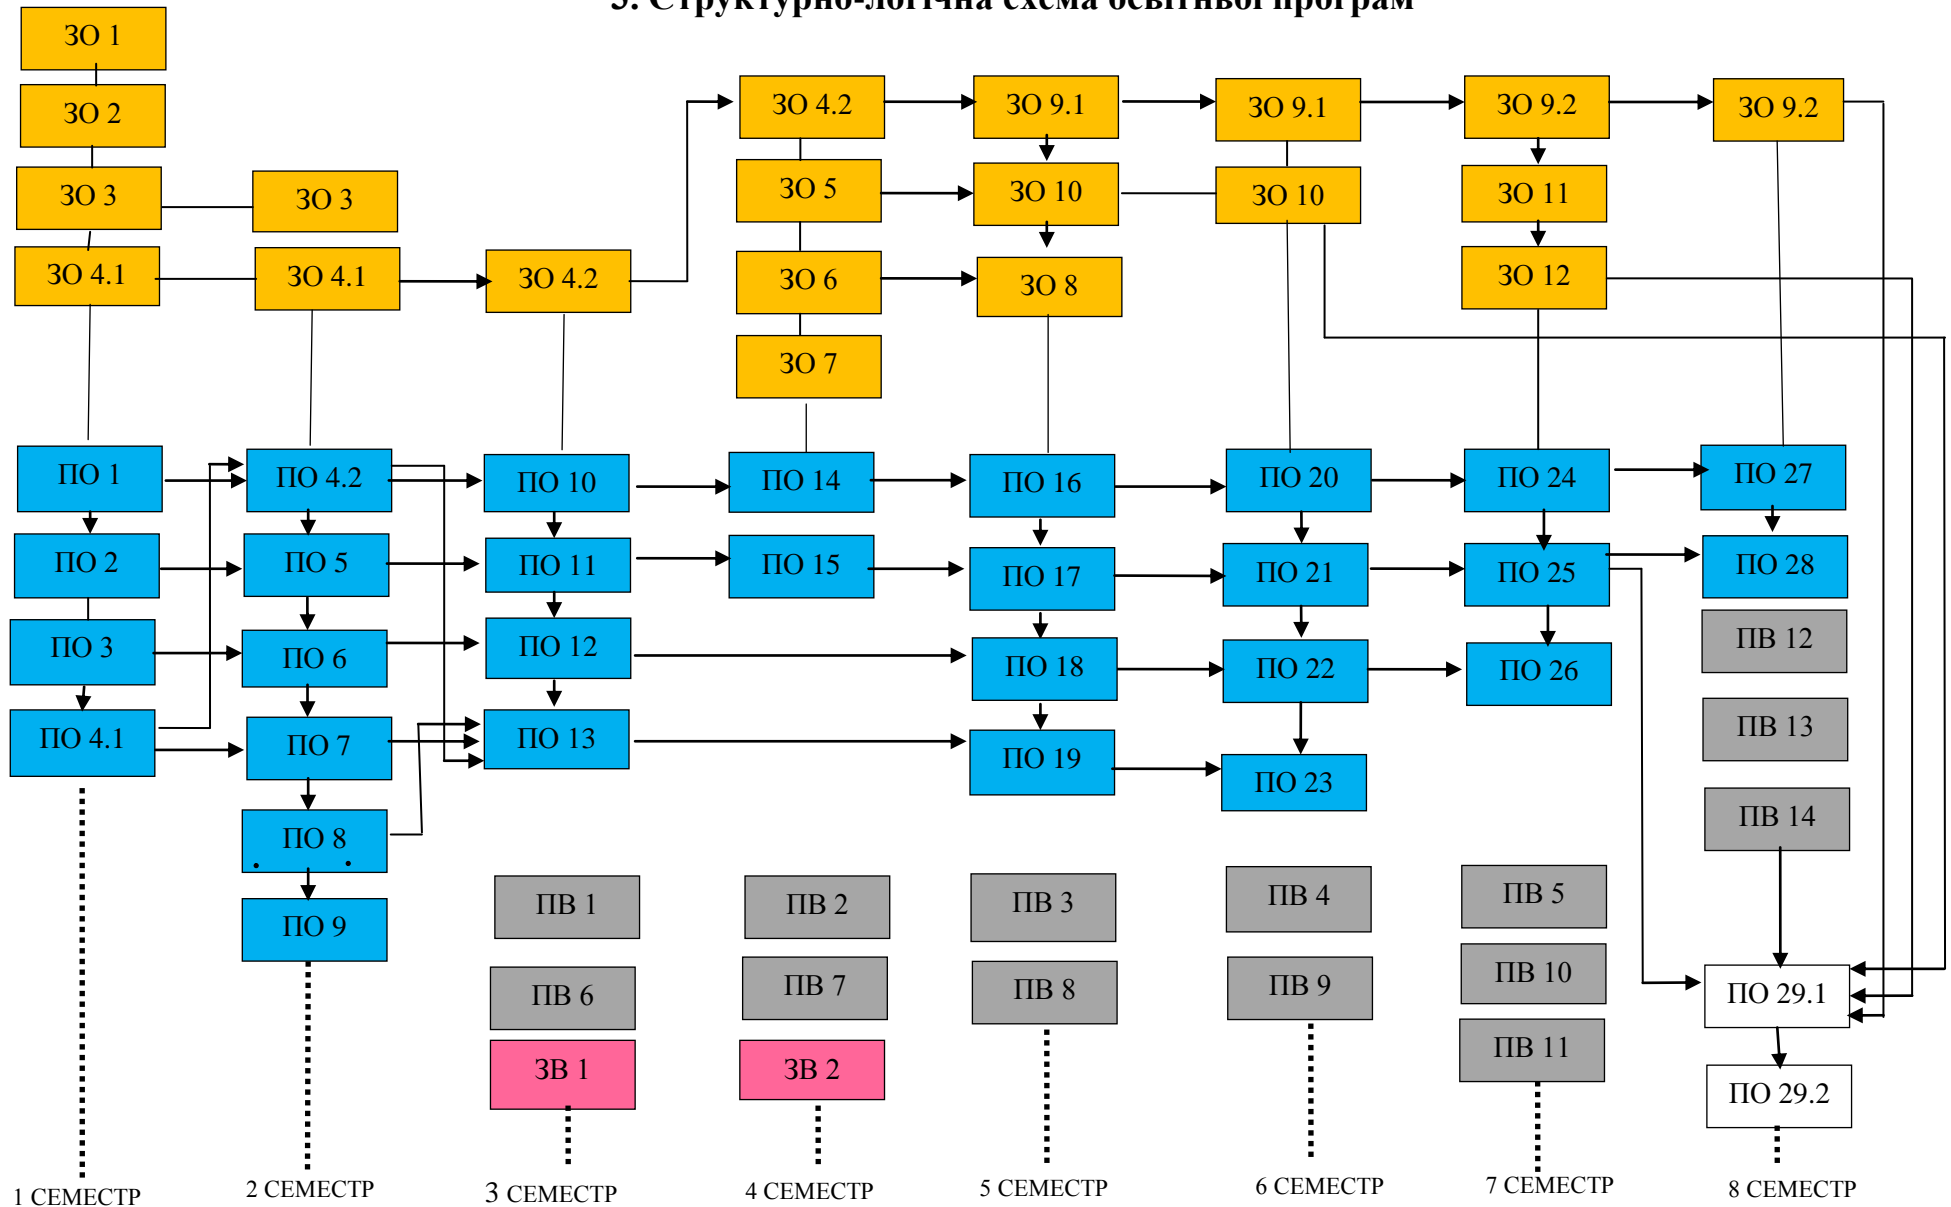 3. Структурно-логічна схема освітньої програм
ЗО 1
ЗО 2
ЗО 3
ЗО 4.1
ПО 1
ПО 2
ПО 3
ПО 4.1
1 СЕМЕСТР
ЗО 3
ЗО 4.1
ПО 4.2
ПО 5
ПО 6
ПО 7
ПО 8
ПО 9
2 СЕМЕСТР
ЗО 4.2
ПО 10
ПО 11
ПО 12
ПО 13
ПВ 1
ПВ 6
ЗВ 1
3 СЕМЕСТР
ЗО 4.2
ЗО 5
ЗО 6
ЗО 7
ПО 14
ПО 15
ПВ 2
ПВ 7
ЗВ 2
4 СЕМЕСТР
ЗО 9.1
ЗО 10
ЗО 8
ПО 16
ПО 17
ПО 18
ПО 19
ПВ 3
ПВ 8
5 СЕМЕСТР
ЗО 9.1
ЗО 10
ПО 20
ПО 21
ПО 22
ПО 23
ПВ 4
ПВ 9
6 СЕМЕСТР
ЗО 9.2
ЗО 11
ЗО 12
ПО 24
ПО 25
ПО 26
ПВ 5
ПВ 10
ПВ 11
7 СЕМЕСТР
ЗО 9.2
ПО 27
ПО 28
ПВ 12
ПВ 13
ПВ 14
ПО 29.1
ПО 29.2
8 СЕМЕСТР